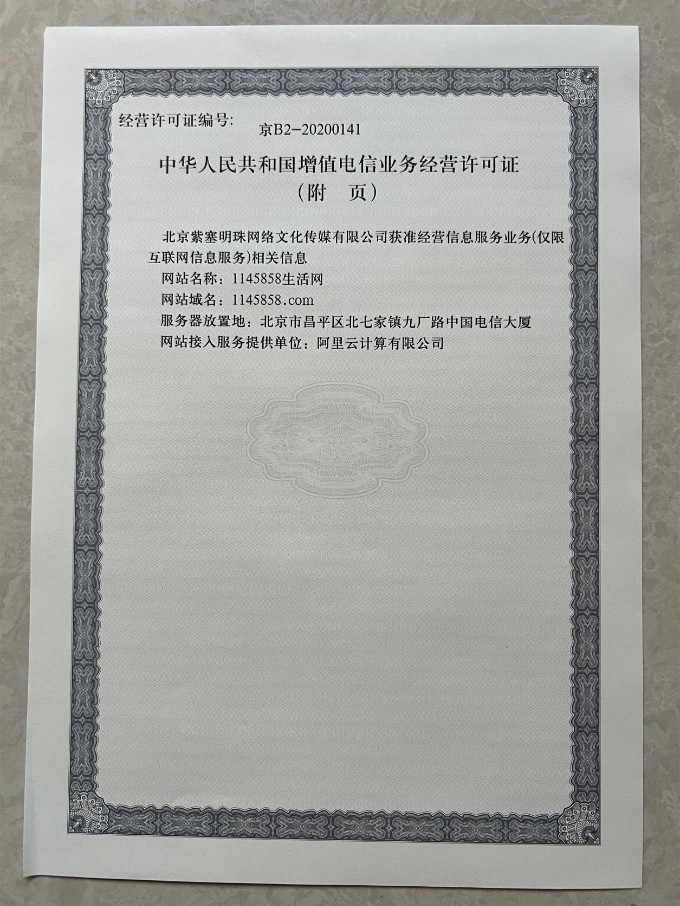 经营许可证编号: 京B2-20200141
中华人民共和国增值电信业务经营许可证
（附 页）
北京紫塞明珠网络文化传媒有限公司获准经营信息服务业务(仅限
互联网信息服务)相关信息
网站名称: 1145858生活网
网站域名: 1145858.com
服务器放置地: 北京市昌平区北七家镇九厂路中国电信大厦
网站接入服务提供单位: 阿里云计算有限公司